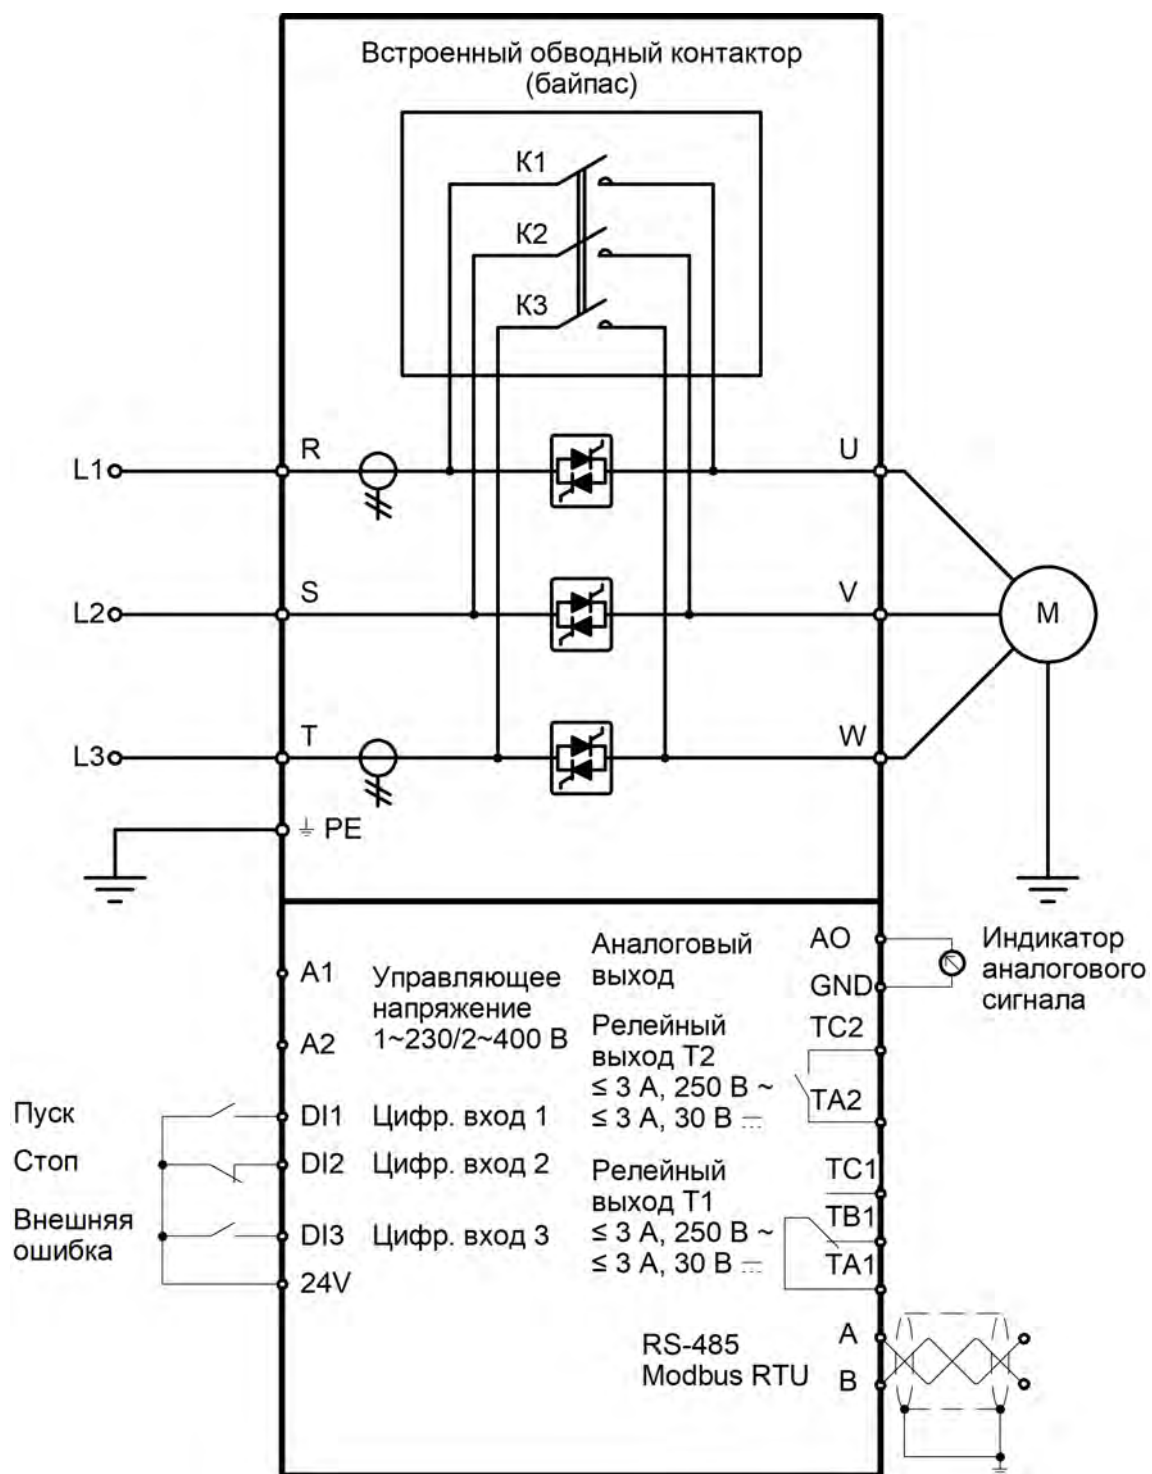 Встроенный обводный контактор
(байпас)
К1
К2
К3
R
U
L1
S
V
L2
M
T
W
L3
PE
A1
Управляющее
напряжение
1~230/2~400 В
A2
Аналоговый
выход
AO
GND
Индикатор
аналогового
сигнала
Релейный
выход Т2
≤ 3 А, 250 В ~
≤ 3 А, 30 В ⎓
TC2
TA2
Пуск
DI1
Цифр. вход 1
Стоп
DI2
Цифр. вход 2
Внешняя
ошибка
DI3
Цифр. вход 3
24V
Релейный
выход Т1
≤ 3 А, 250 В ~
≤ 3 А, 30 В ⎓
TC1
TB1
TA1
RS-485
Modbus RTU
A
B